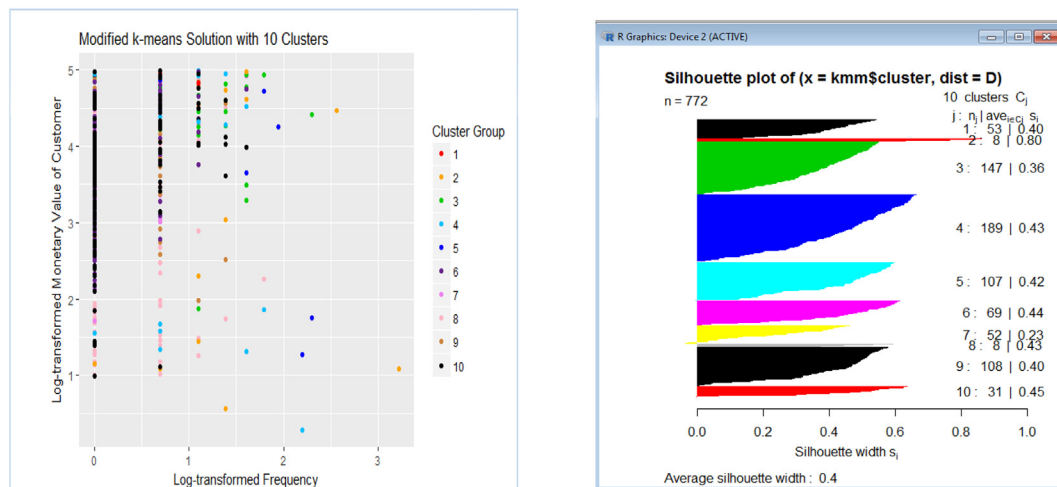 Modified k-means Solution with 10 Clusters
Log-transformed Monetary Value of Customer
5
4
3
2
1
0
1
2
3
Log-transformed Frequency
Cluster Group
1
2
3
4
5
6
7
8
9
10
R Graphics: Device 2 (ACTIVE)
Silhouette plot of (x = kmm$cluster, dist = D)
n = 772
10 clusters Cj
j : nj | ave i∈Cj si
1 : 53 | 0.40
2 : 8 | 0.80
3 : 147 | 0.36
4 : 189 | 0.43
5 : 107 | 0.42
6 : 69 | 0.44
7 : 52 | 0.23
8 : 8 | 0.43
9 : 108 | 0.40
10 : 31 | 0.45
0.0
0.2
0.4
0.6
0.8
1.0
Silhouette width si
Average silhouette width : 0.4